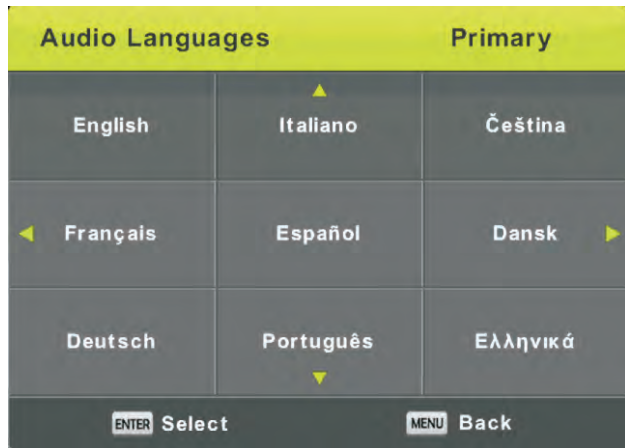 Audio Languages Primary
English Italiano Čeština
Français Español Dansk
Deutsch Português Ελληνικά
ENTER Select MENU Back